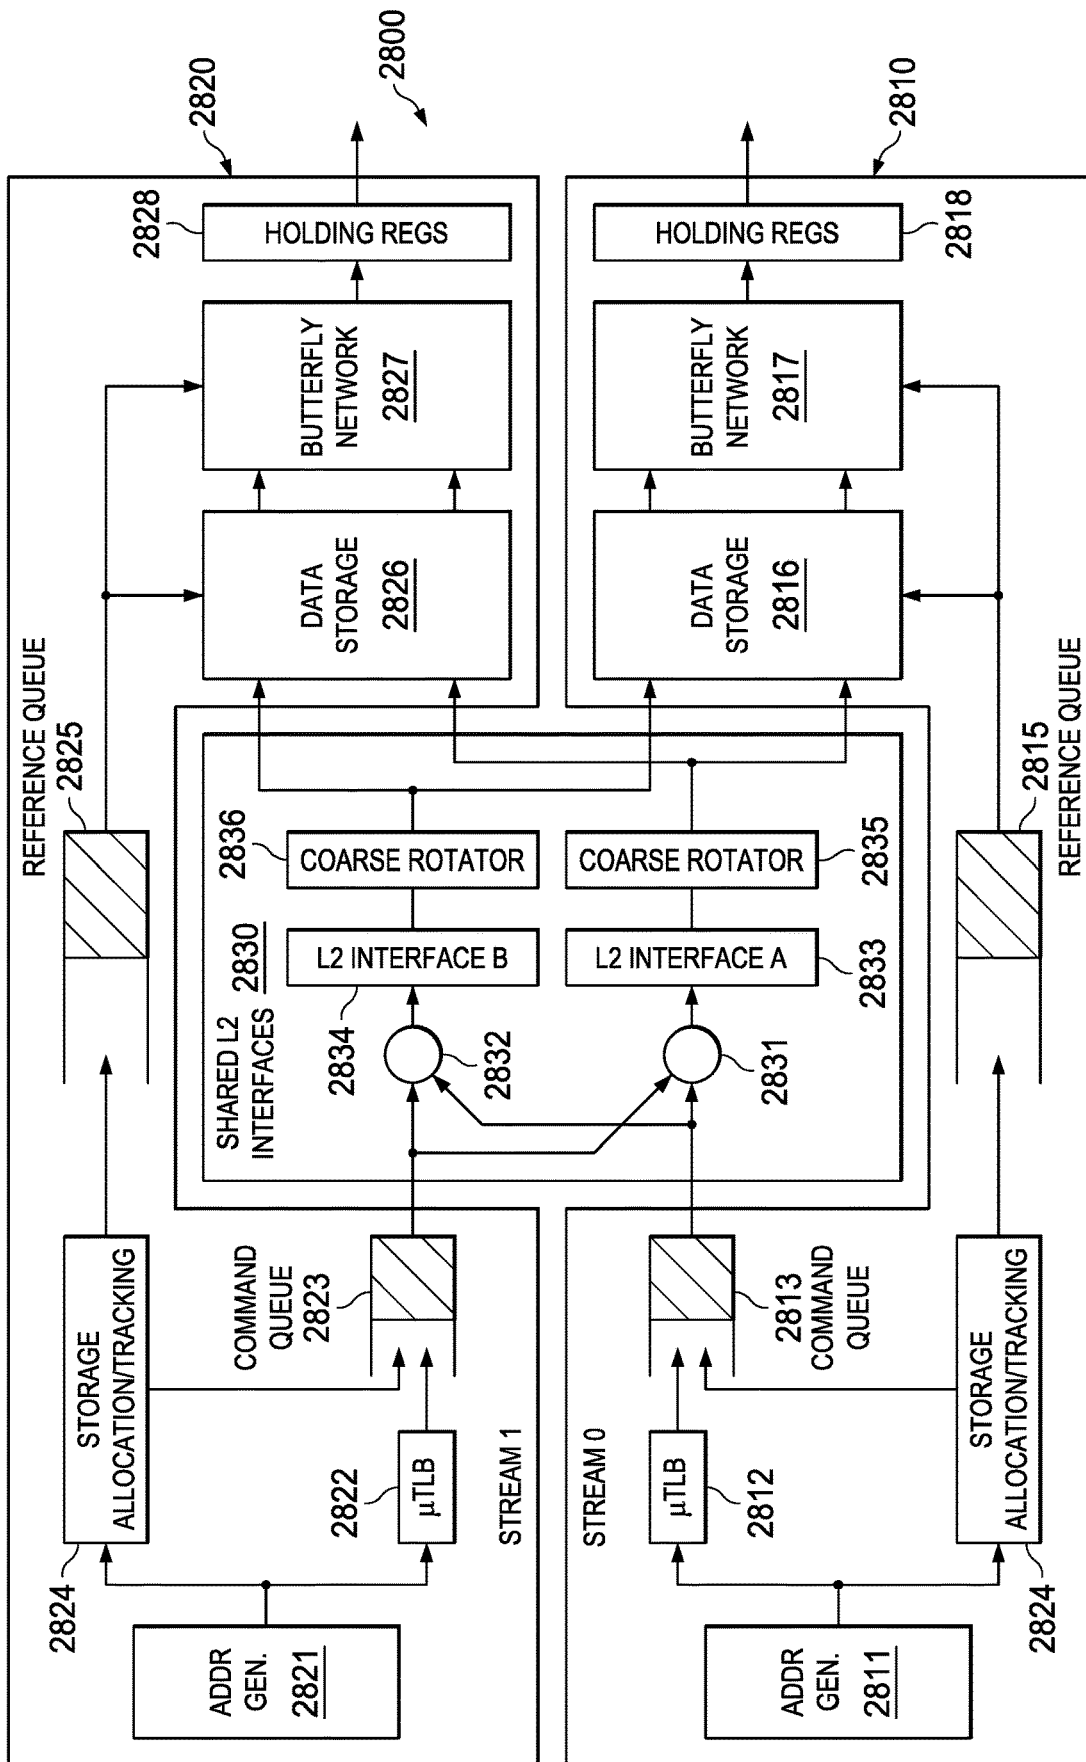 2820
2800
2810
2828
HOLDING REGS
HOLDING REGS
2818
BUTTERFLY
NETWORK
2827
BUTTERFLY
NETWORK
2817
DATA
STORAGE
2826
DATA
STORAGE
2816
REFERENCE QUEUE
2825
2815
REFERENCE QUEUE
2836
COARSE ROTATOR
COARSE ROTATOR
2835
SHARED L2
INTERFACES
2830
L2 INTERFACE B
2834
L2 INTERFACE A
2833
2832
2831
STORAGE
ALLOCATION/TRACKING
2824
COMMAND
QUEUE
2823
2813
COMMAND
QUEUE
STORAGE
ALLOCATION/TRACKING
2824
2822
μTLB
STREAM 1
STREAM 0
μTLB
2812
ADDR
GEN.
2821
ADDR
GEN.
2811